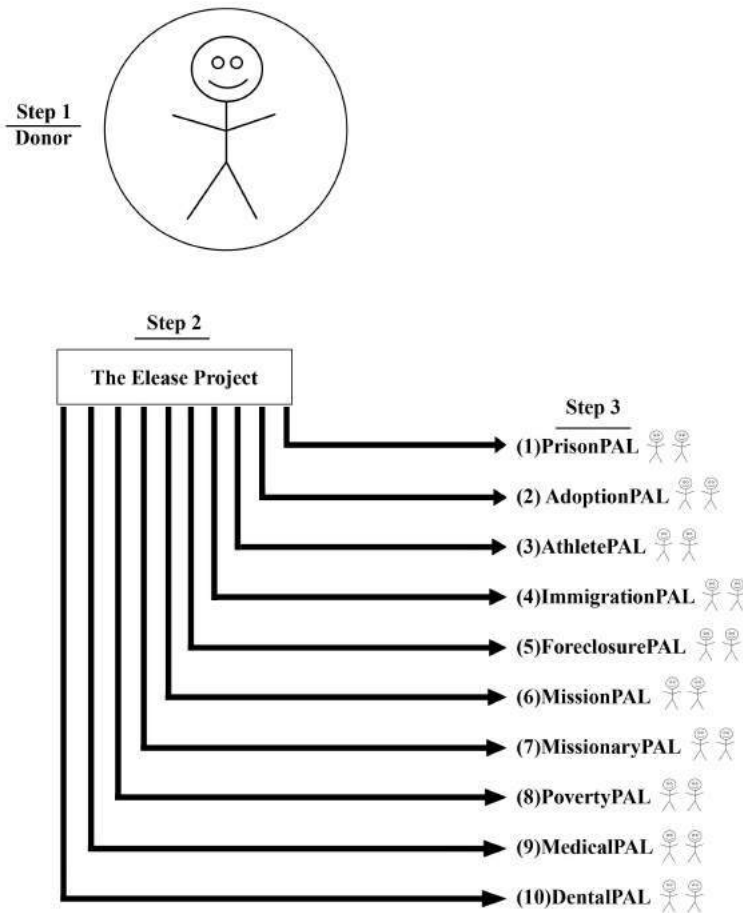 Step 1
Donor
Step 2
The Elease Project
Step 3
(1)PrisonPAL
(2) AdoptionPAL
(3)AthletePAL
(4)ImmigrationPAL
(5)ForeclosurePAL
(6)MissionPAL
(7)MissionaryPAL
(8)PovertyPAL
(9)MedicalPAL
(10)DentalPAL